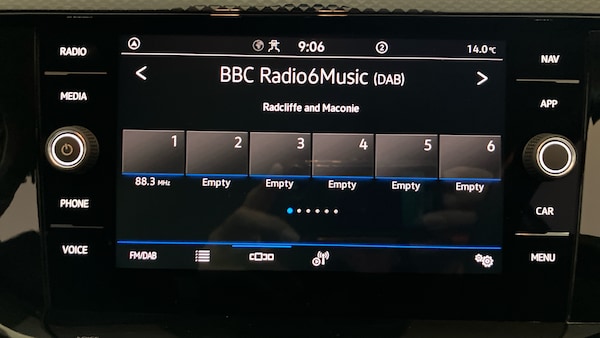 RADIO
MEDIA
PHONE
VOICE
9:06
2
14.0°C
< BBC Radio6Music (DAB) >
Radcliffe and Maconie
1 2 3 4 5 6
88.3 MHz Empty Empty Empty Empty Empty
FM/DAB
NAV
APP
CAR
MENU